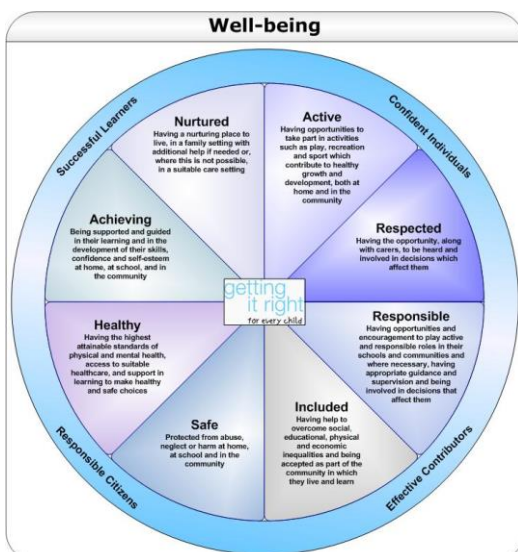 Well-being
Successful Learners
Confident Individuals
Nurtured
Having a nurturing place to
live, in a family setting with
additional help if needed or,
where this is not possible,
in a suitable care setting
Active
Having opportunities to
take part in activities
such as play, recreation
and sport which
contribute to healthy
growth and
development, both at
home and in the
community
Achieving
Being supported and guided
in their learning and in the
development of their skills,
confidence and self-esteem
at home, at school, and in
the community
Respected
Having the opportunity, along
with carers, to be heard and
involved in decisions which
affect them
getting
it right
for every child
Healthy
Having the highest
attainable standards of
physical and mental health,
access to suitable
healthcare, and support in
learning to make healthy
and safe choices
Responsible
Having opportunities and
encouragement to play active
and responsible roles in their
schools and communities and
where necessary, having
appropriate guidance and
supervision and being
involved in decisions that
affect them
Safe
Protected from abuse,
neglect or harm at home,
at school and in the
community
Included
Having help to
overcome social,
educational, physical
and economic
inequalities and being
accepted as part of the
community in which
they live and learn
Responsible Citizens
Effective Contributors